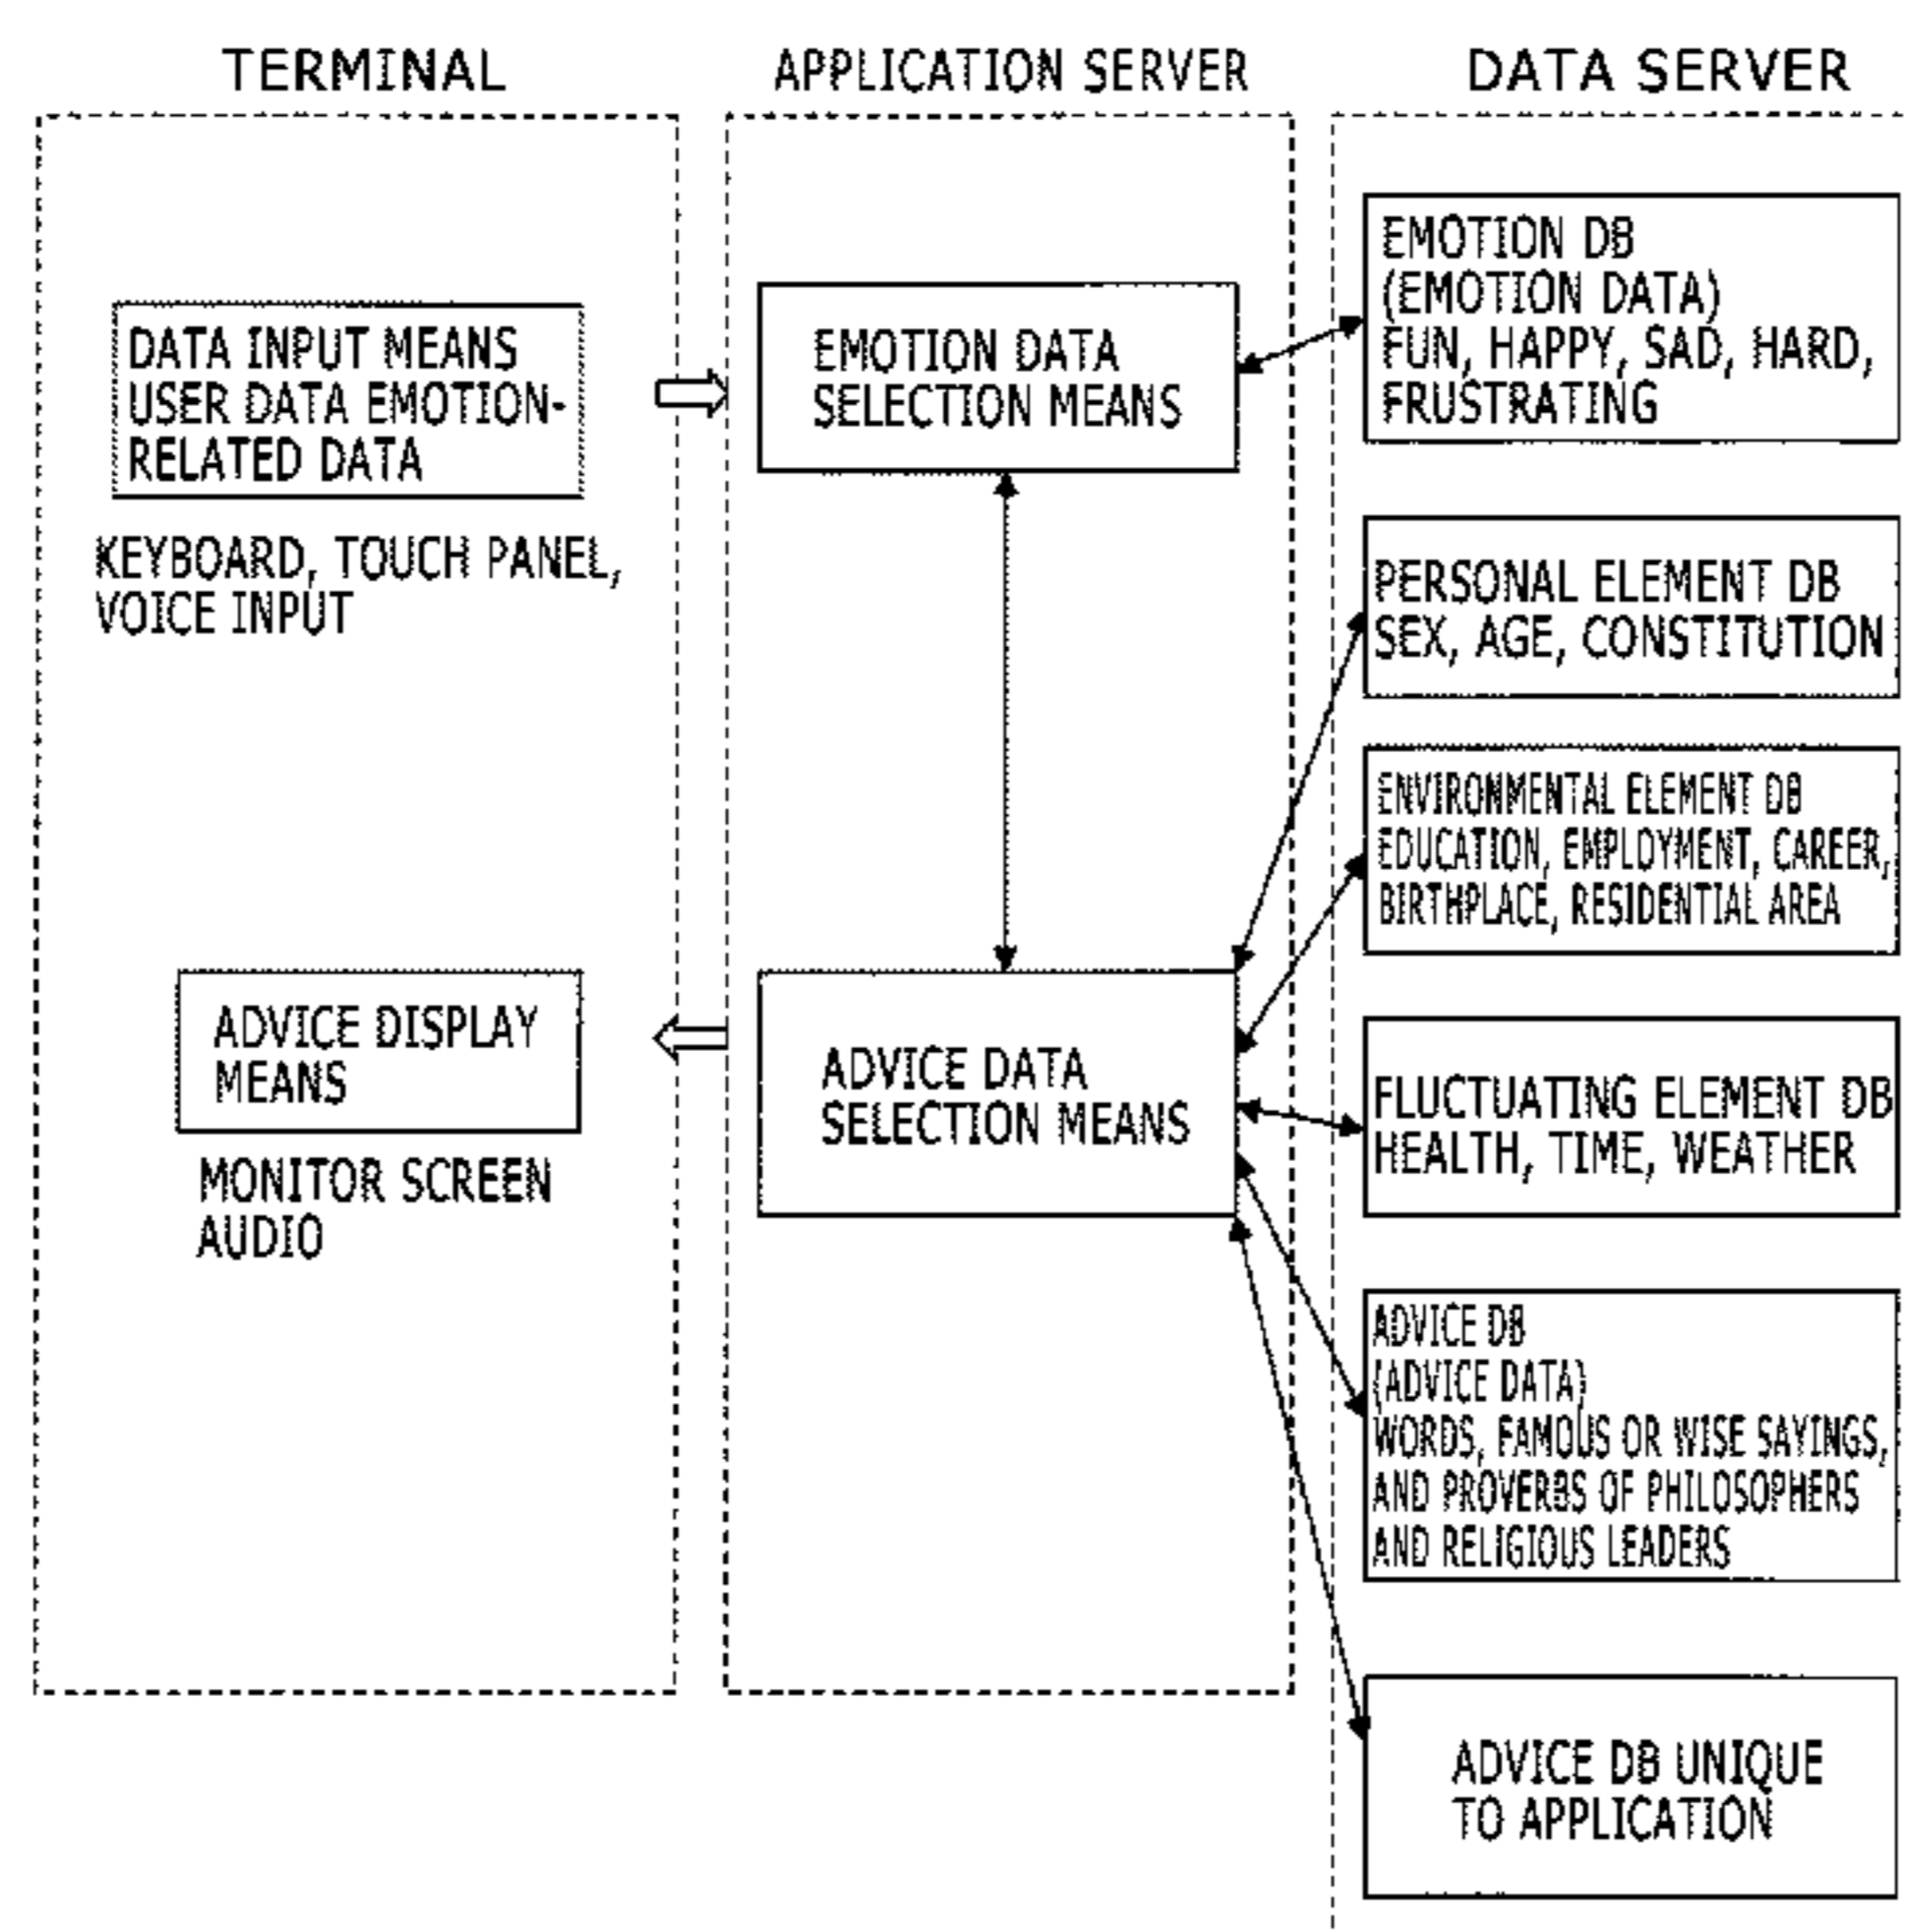 TERMINAL
APPLICATION SERVER
DATA SERVER
DATA INPUT MEANS
USER DATA EMOTION-
RELATED DATA
KEYBOARD, TOUCH PANEL,
VOICE INPUT
ADVICE DISPLAY
MEANS
MONITOR SCREEN
AUDIO
EMOTION DATA
SELECTION MEANS
ADVICE DATA
SELECTION MEANS
EMOTION DB
(EMOTION DATA)
FUN, HAPPY, SAD, HARD,
FRUSTRATING
PERSONAL ELEMENT DB
SEX, AGE, CONSTITUTION
ENVIRONMENTAL ELEMENT DB
EDUCATION, EMPLOYMENT, CAREER,
BIRTHPLACE, RESIDENTIAL AREA
FLUCTUATING ELEMENT DB
HEALTH, TIME, WEATHER
ADVICE DB
(ADVICE DATA)
WORDS, FAMOUS OR WISE SAYINGS,
AND PROVERBS OF PHILOSOPHERS
AND RELIGIOUS LEADERS
ADVICE DB UNIQUE
TO APPLICATION